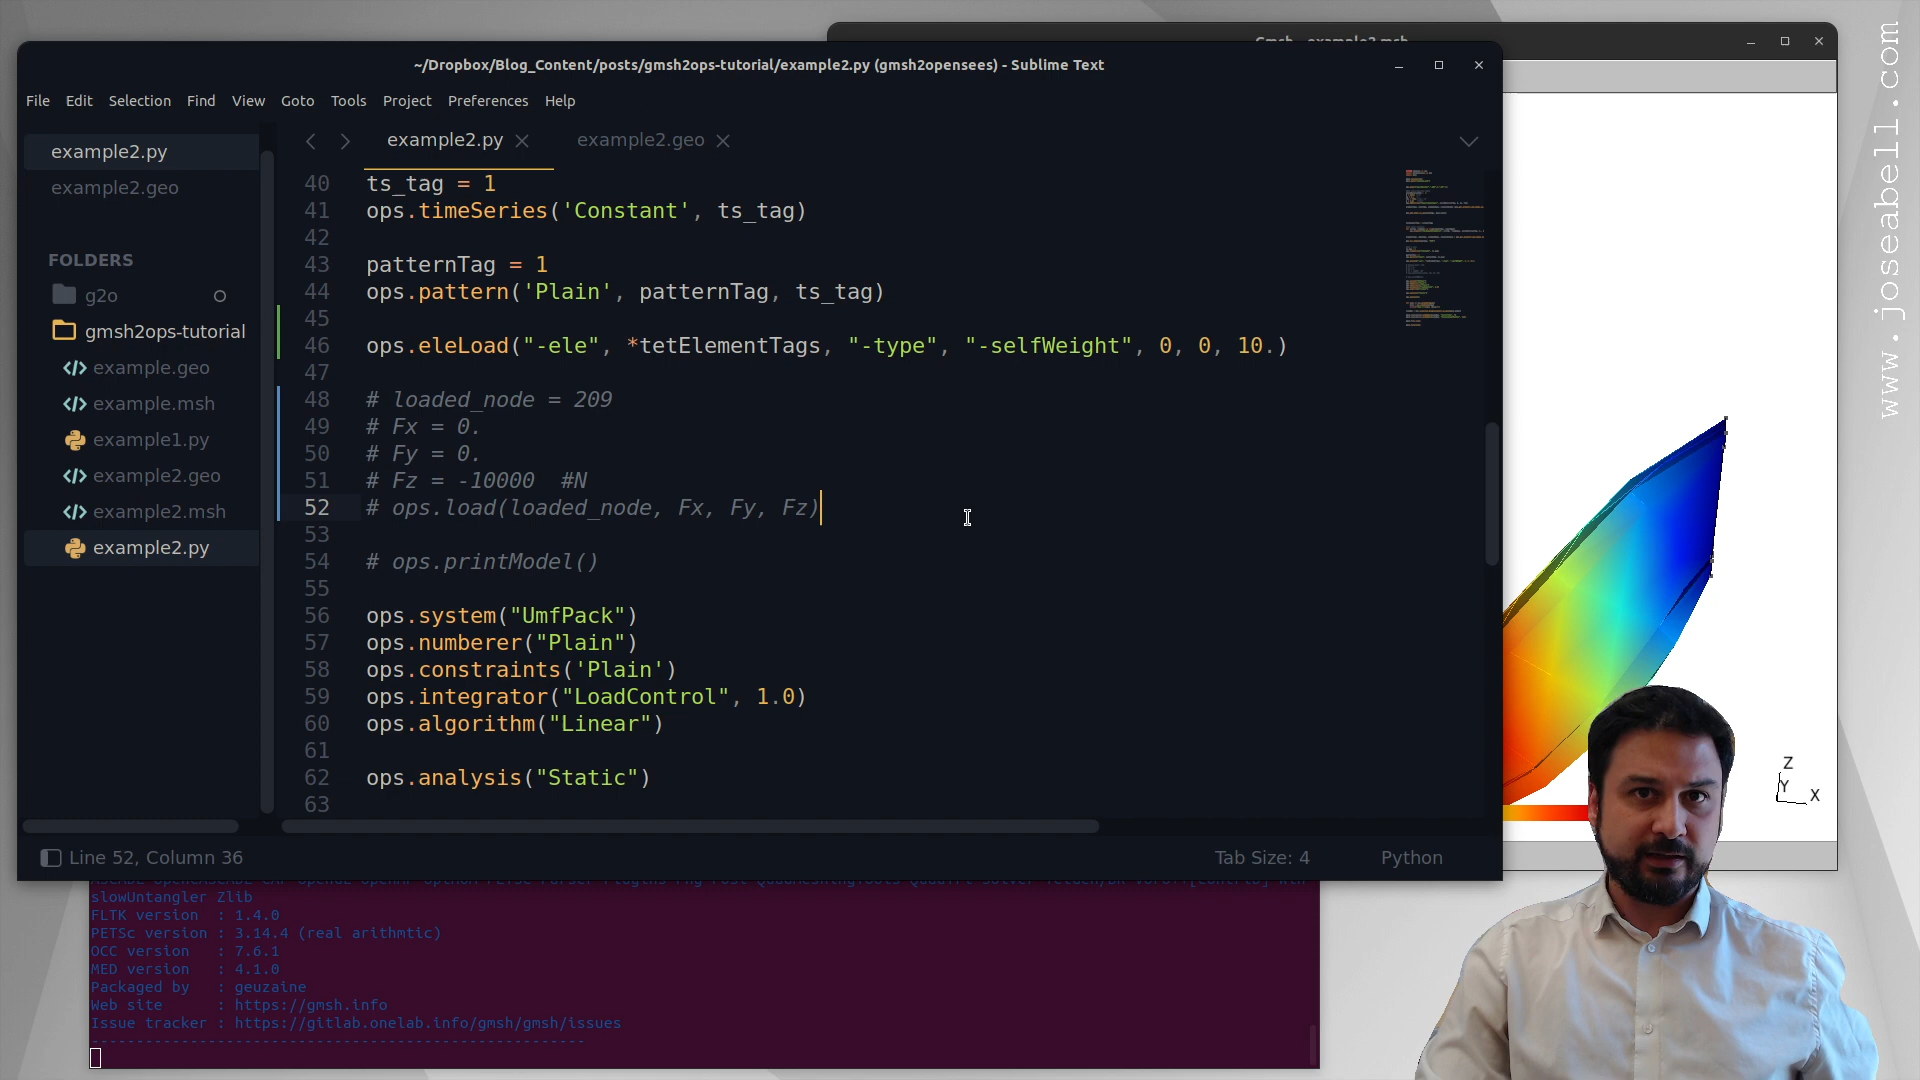 Gmsh - example2.msh
~/Dropbox/Blog_Content/posts/gmsh2ops-tutorial/example2.py (gmsh2opensees) - Sublime Text
File Edit Selection Find View Goto Tools Project Preferences Help
example2.py
example2.geo
FOLDERS
g2o
gmsh2ops-tutorial
example.geo
example.msh
example1.py
example2.geo
example2.msh
example2.py
example2.py example2.geo
40 ts_tag = 1
41 ops.timeSeries('Constant', ts_tag)
42
43 patternTag = 1
44 ops.pattern('Plain', patternTag, ts_tag)
45
46 ops.eleLoad("-ele", *tetElementTags, "-type", "-selfWeight", 0, 0, 10.)
47
48 # loaded_node = 209
49 # Fx = 0.
50 # Fy = 0.
51 # Fz = -10000  #N
52 # ops.load(loaded_node, Fx, Fy, Fz)
53
54 # ops.printModel()
55
56 ops.system("UmfPack")
57 ops.numberer("Plain")
58 ops.constraints('Plain')
59 ops.integrator("LoadControl", 1.0)
60 ops.algorithm("Linear")
61
62 ops.analysis("Static")
63
Line 52, Column 36
Tab Size: 4 Python
slowUntangler Zlib
FLTK version : 1.4.0
PETSc version : 3.14.4 (real arithmtic)
OCC version : 7.6.1
MED version : 4.1.0
Packaged by : geuzaine
Web site : https://gmsh.info
Issue tracker : https://gitlab.onelab.info/gmsh/gmsh/issues
-------------------------------------------------------
Z
Y
X
www.joseabell.com